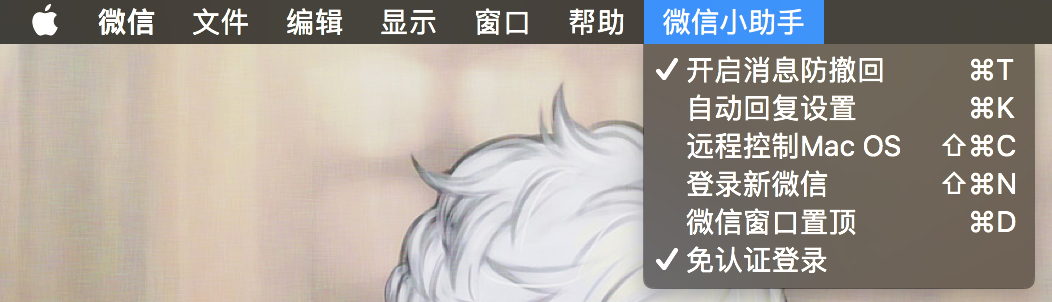 微信 文件 编辑 显示 窗口 帮助 微信小助手
✓ 开启消息防撤回 ⌘T
自动回复设置 ⌘K
远程控制Mac OS ⇧⌘C
登录新微信 ⇧⌘N
微信窗口置顶 ⌘D
✓ 免认证登录